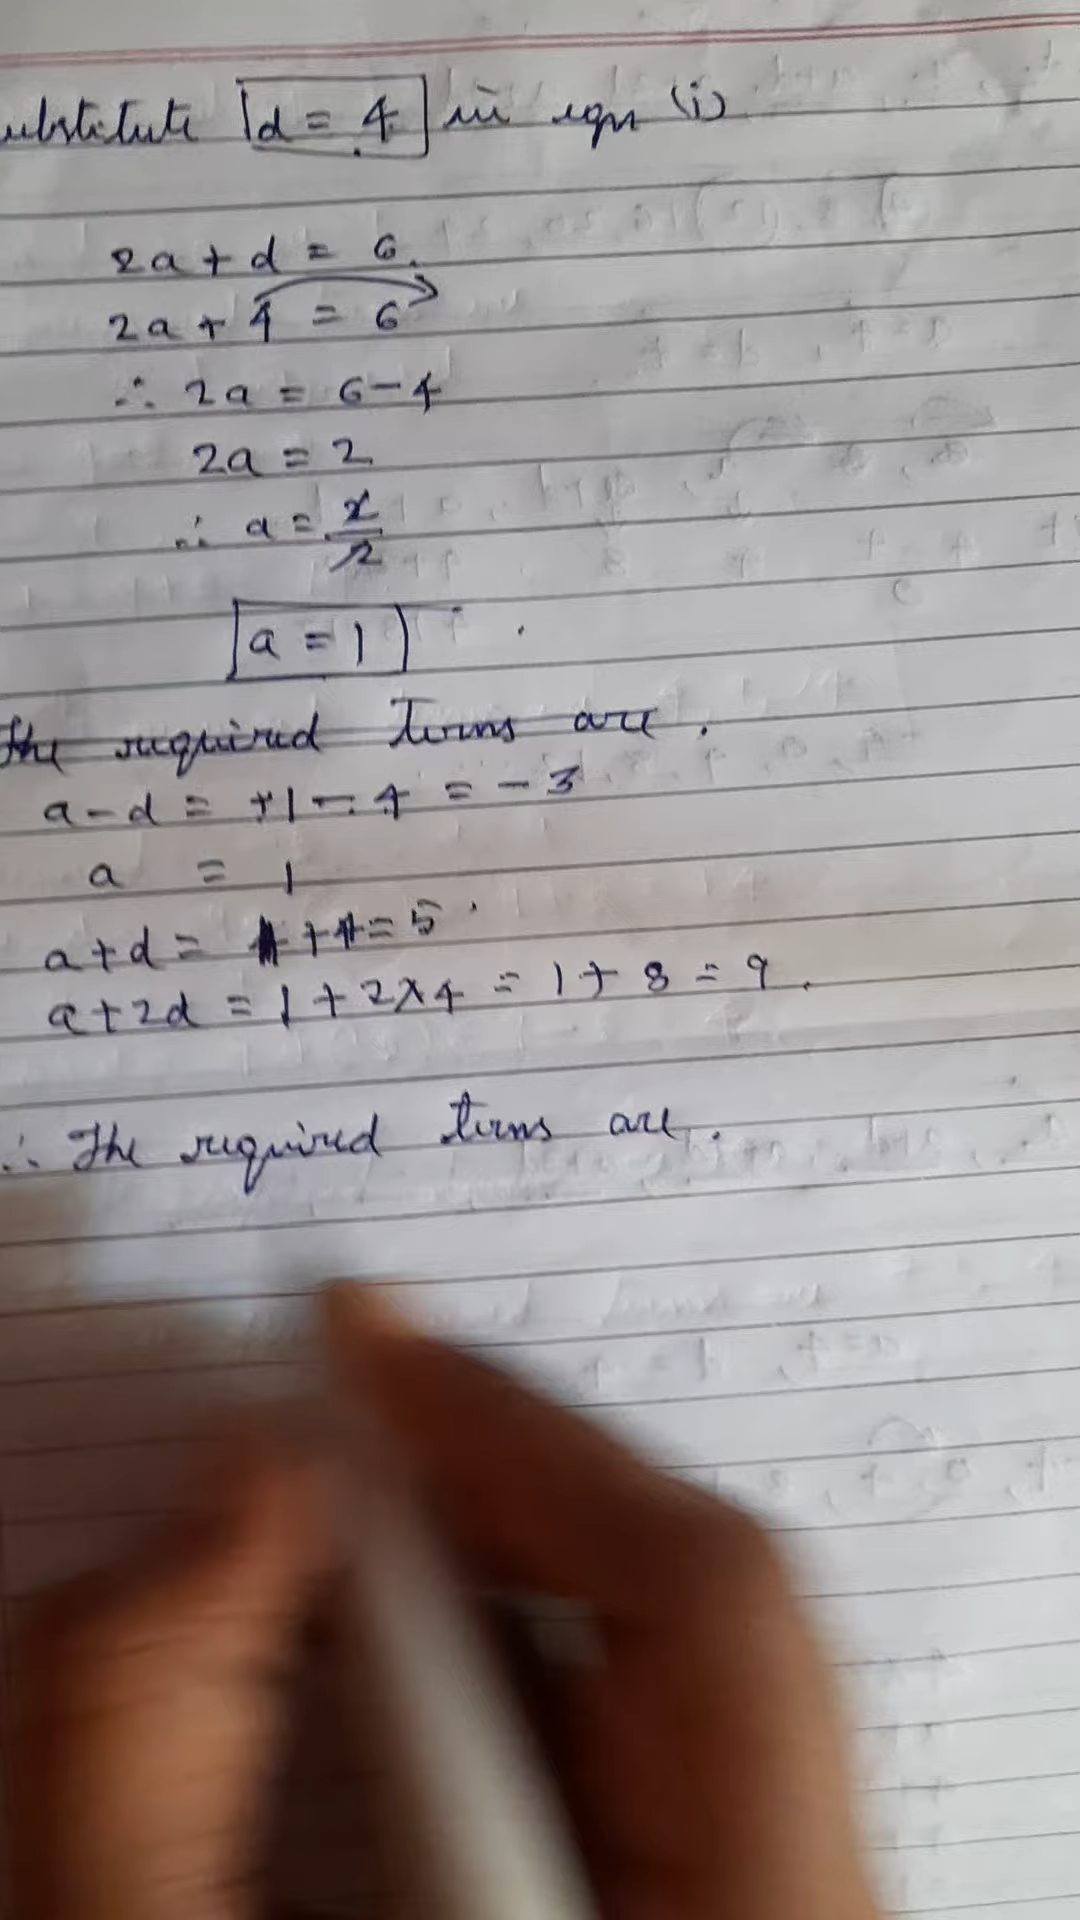 ubstitute d = 4 in eqn (i)
2a + d = 6.
2a + 4 = 6
∴ 2a = 6 - 4
2a = 2
∴ a = 2/2
a = 1
the required terms are.
a - d = +1 - 4 = - 3
a = 1
a + d = 1 + 4 = 5.
a + 2d = 1 + 2×4 = 1 + 8 = 9.
∴ The required terms are.